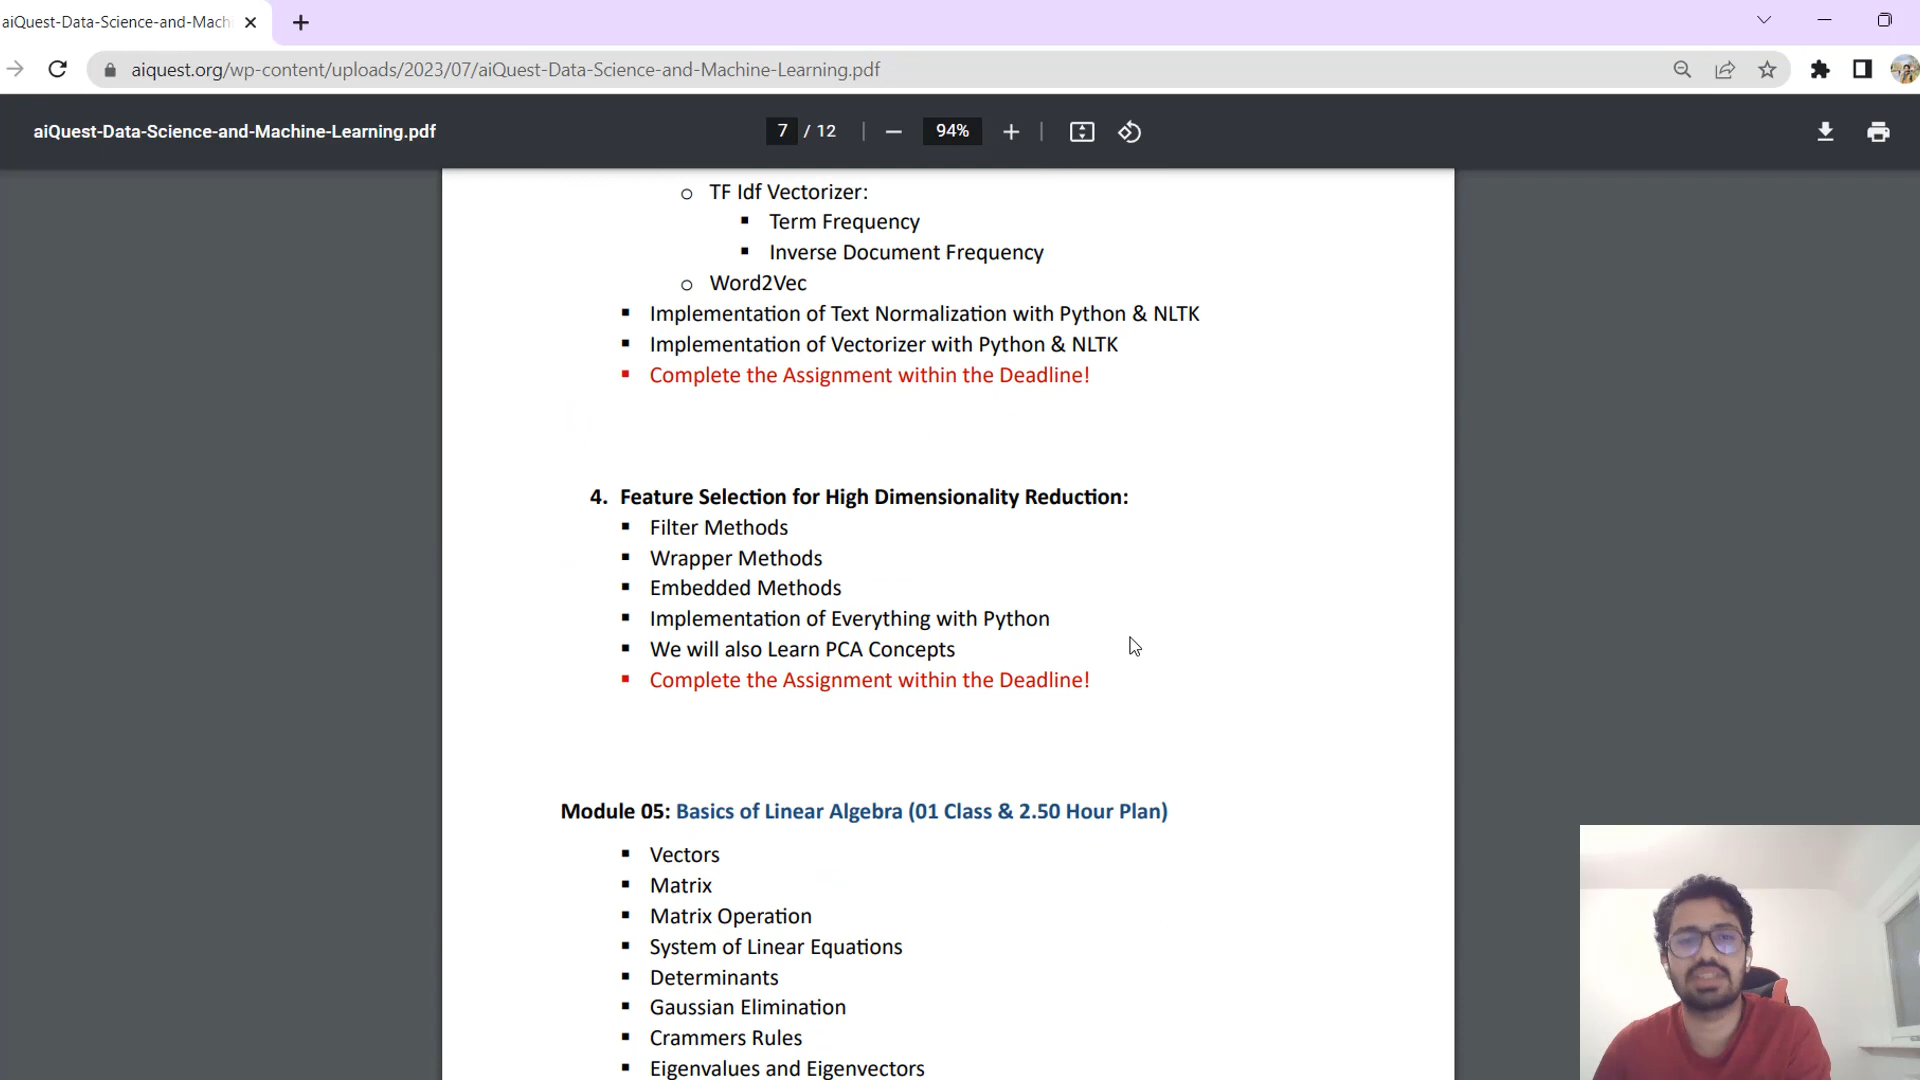 aiQuest-Data-Science-and-Mach
aiquest.org/wp-content/uploads/2023/07/aiQuest-Data-Science-and-Machine-Learning.pdf
aiQuest-Data-Science-and-Machine-Learning.pdf
7 / 12
94%
TF Idf Vectorizer:
Term Frequency
Inverse Document Frequency
Word2Vec
Implementation of Text Normalization with Python & NLTK
Implementation of Vectorizer with Python & NLTK
Complete the Assignment within the Deadline!
4. Feature Selection for High Dimensionality Reduction:
Filter Methods
Wrapper Methods
Embedded Methods
Implementation of Everything with Python
We will also Learn PCA Concepts
Complete the Assignment within the Deadline!
Module 05: Basics of Linear Algebra (01 Class & 2.50 Hour Plan)
Vectors
Matrix
Matrix Operation
System of Linear Equations
Determinants
Gaussian Elimination
Crammers Rules
Eigenvalues and Eigenvectors